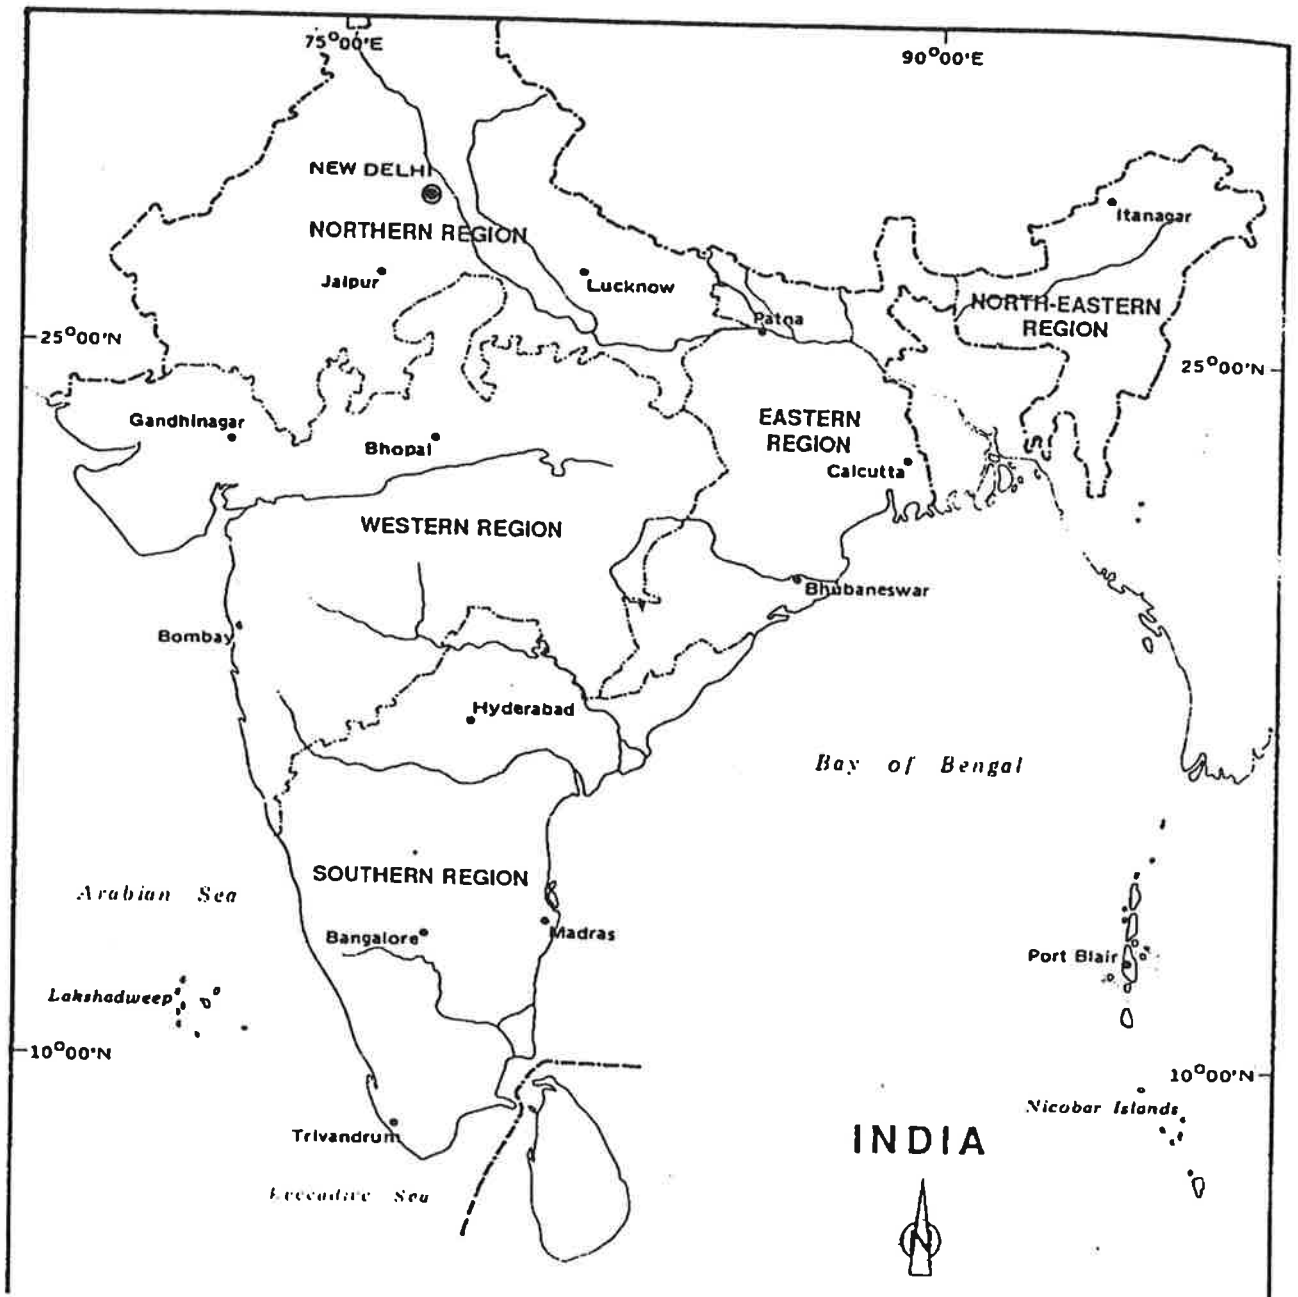 75°00'E
90°00'E
NEW DELHI
NORTHERN REGION
Itanagar
Jaipur
Lucknow
NORTH-EASTERN
REGION
Patna
25°00'N
25°00'N
Gandhinagar
Bhopal
EASTERN
REGION
Calcutta
WESTERN REGION
Bhubaneswar
Bombay
Hyderabad
Bay of Bengal
SOUTHERN REGION
Arabian Sea
Bangalore
Madras
Port Blair
Lakshadweep
10°00'N
10°00'N
Nicobar Islands
Trivandrum
INDIA
Sea
N